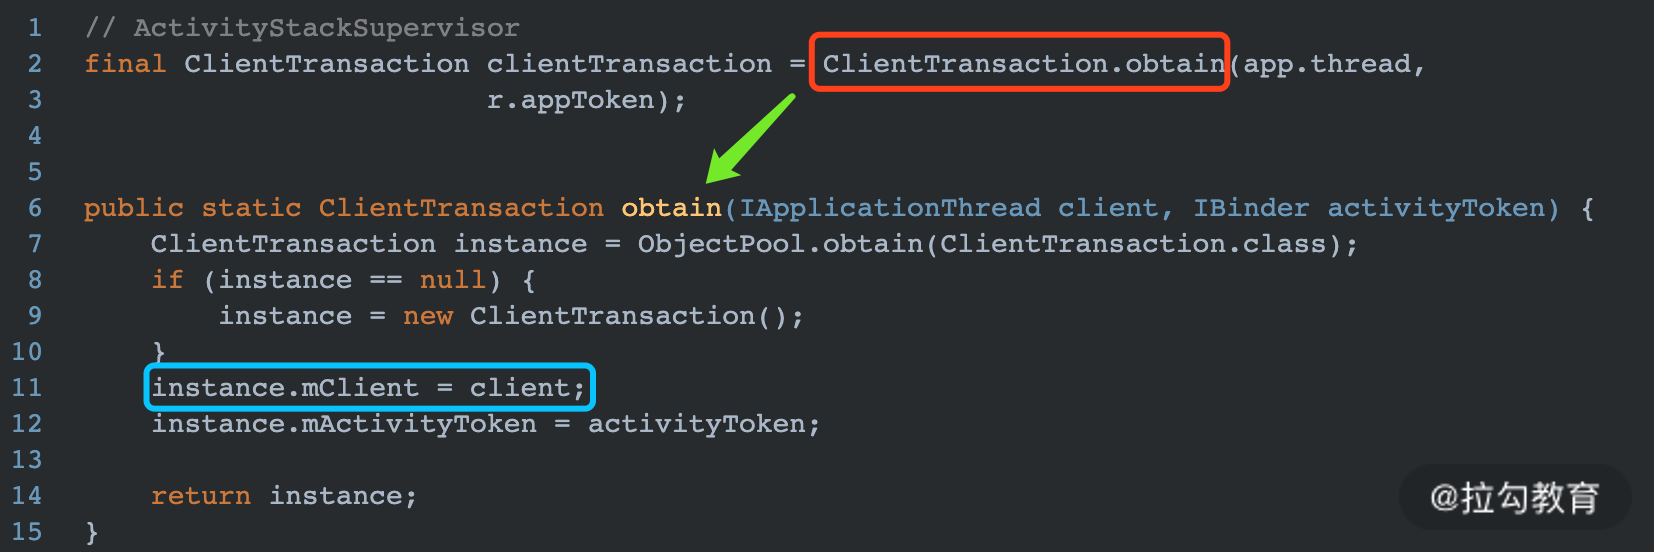 1 // ActivityStackSupervisor
2 final ClientTransaction clientTransaction = ClientTransaction.obtain(app.thread,
3 r.appToken);
4
5
6 public static ClientTransaction obtain(IApplicationThread client, IBinder activityToken) {
7 ClientTransaction instance = ObjectPool.obtain(ClientTransaction.class);
8 if (instance == null) {
9 instance = new ClientTransaction();
10 }
11 instance.mClient = client;
12 instance.mActivityToken = activityToken;
13
14 return instance;
15 }
@拉勾教育